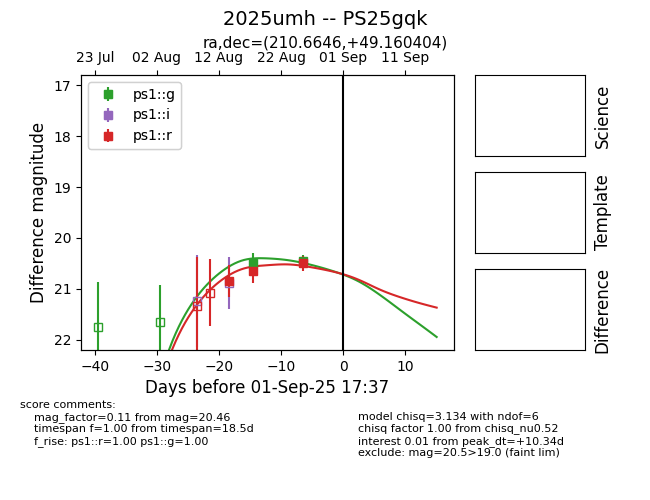 2025umh -- PS25gqk
ra,dec=(210.6646,+49.160404)
23 Jul 02 Aug 12 Aug 22 Aug 01 Sep 11 Sep
ps1::g
ps1::i
ps1::r
17
18
19
20
21
22
Difference magnitude
−40 −30 −20 −10 0 10
Days before 01-Sep-25 17:37
Science
Template
Difference
score comments:
mag_factor=0.11 from mag=20.46
timespan f=1.00 from timespan=18.5d
f_rise: ps1::r=1.00 ps1::g=1.00
model chisq=3.134 with ndof=6
chisq factor 1.00 from chisq_nu0.52
interest 0.01 from peak_dt=+10.34d
exclude: mag=20.5>19.0 (faint lim)